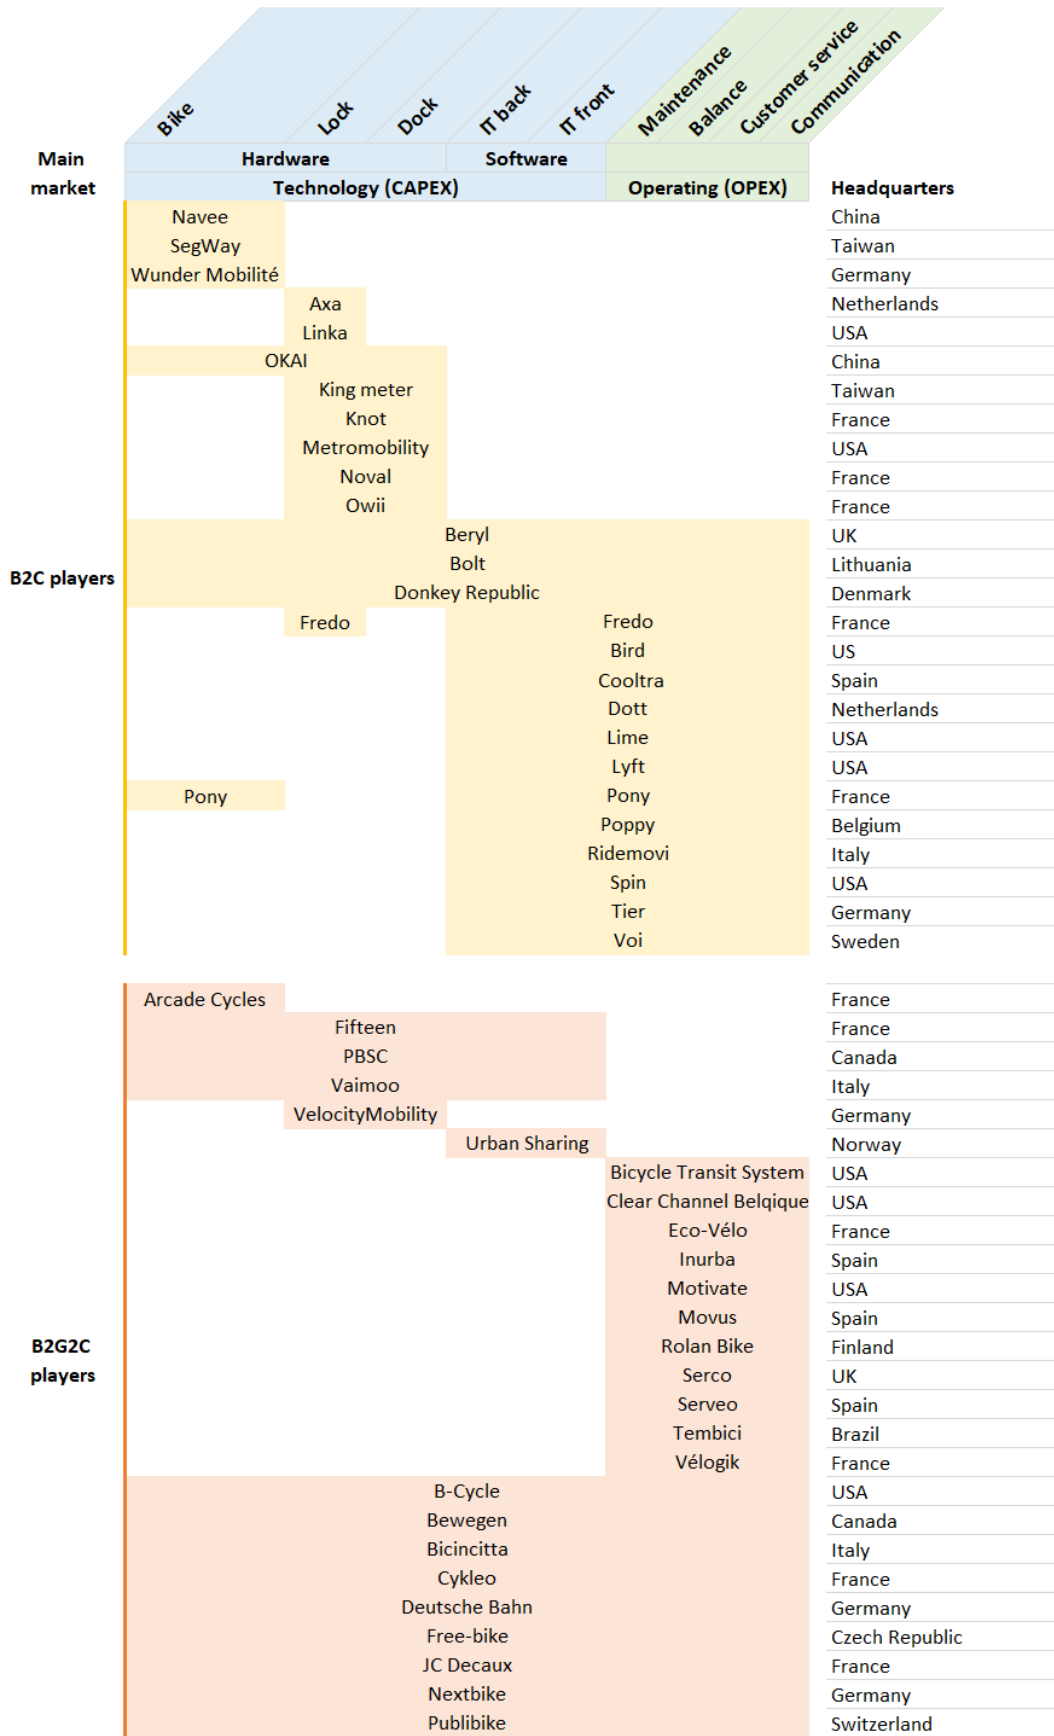 Bike
Lock
Dock
IT back
IT front
Maintenance
Balance
Customer service
Communication
Main market
Hardware
Software
Technology (CAPEX)
Operating (OPEX)
Headquarters
B2C players
Navee China
SegWay Taiwan
Wunder Mobilité Germany
Axa Netherlands
Linka USA
OKAI China
King meter Taiwan
Knot France
Metromobility USA
Noval France
Owii France
Beryl UK
Bolt Lithuania
Donkey Republic Denmark
Fredo Fredo France
Bird US
Cooltra Spain
Dott Netherlands
Lime USA
Lyft USA
Pony Pony France
Poppy Belgium
Ridemovi Italy
Spin USA
Tier Germany
Voi Sweden
B2G2C players
Arcade Cycles France
Fifteen France
PBSC Canada
Vaimoo Italy
VelocityMobility Germany
Urban Sharing Norway
Bicycle Transit System USA
Clear Channel Belqique USA
Eco-Vélo France
Inurba Spain
Motivate USA
Movus Spain
Rolan Bike Finland
Serco UK
Serveo Spain
Tembici Brazil
Vélogik France
B-Cycle USA
Bewegen Canada
Bicincitta Italy
Cykleo France
Deutsche Bahn Germany
Free-bike Czech Republic
JC Decaux France
Nextbike Germany
Publibike Switzerland